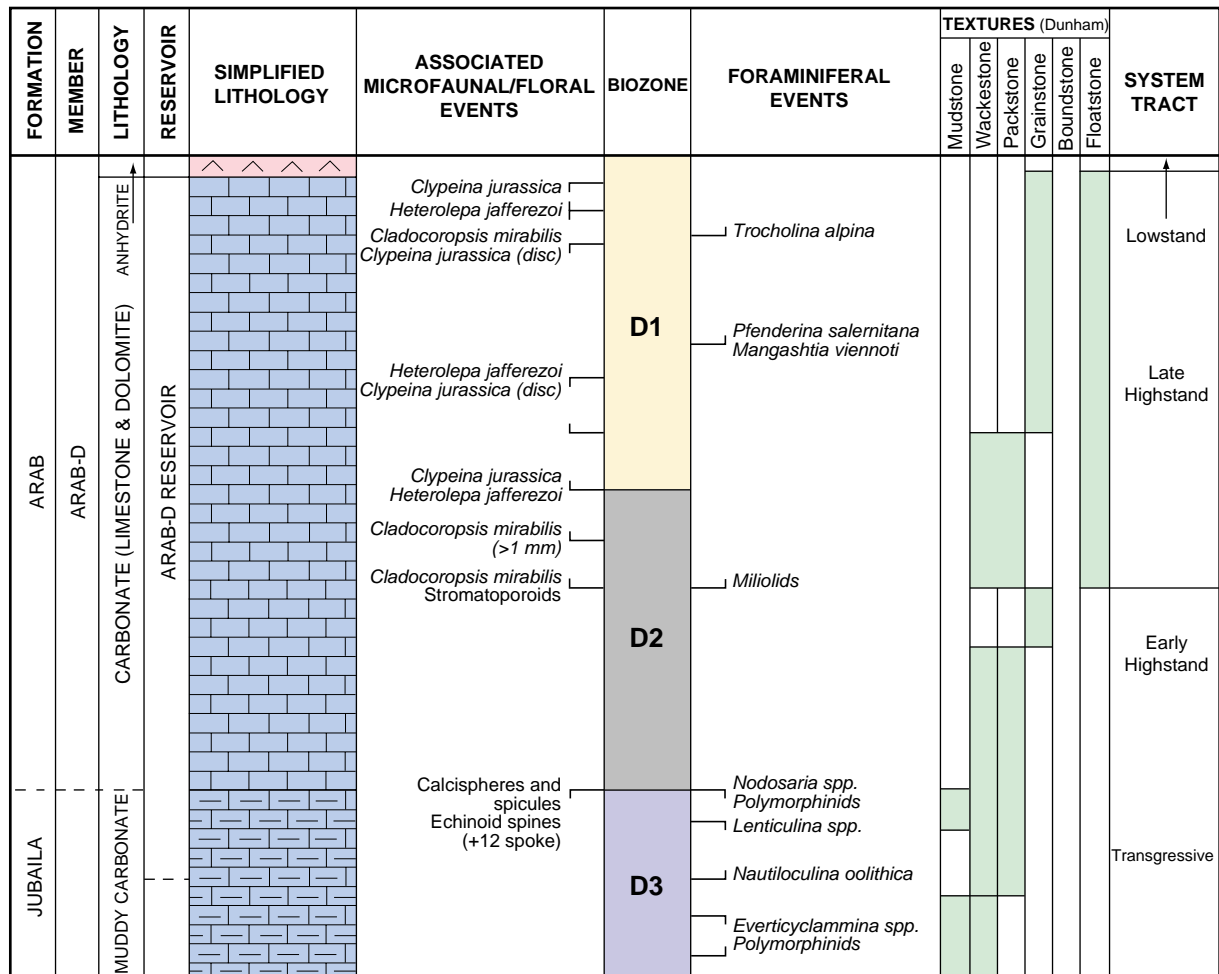 FORMATION
MEMBER
LITHOLOGY
RESERVOIR
SIMPLIFIED
LITHOLOGY
ASSOCIATED
MICROFAUNAL/FLORAL
EVENTS
BIOZONE
FORAMINIFERAL
EVENTS
TEXTURES (Dunham)
Mudstone
Wackestone
Packstone
Grainstone
Boundstone
Floatstone
SYSTEM
TRACT
ARAB
JUBAILA
ARAB-D
ANHYDRITE
CARBONATE (LIMESTONE & DOLOMITE)
MUDDY CARBONATE
ARAB-D RESERVOIR
Clypeina jurassica
Heterolepa jafferezoi
Cladocoropsis mirabilis
Clypeina jurassica (disc)
Heterolepa jafferezoi
Clypeina jurassica (disc)
Clypeina jurassica
Heterolepa jafferezoi
Cladocoropsis mirabilis
(>1 mm)
Cladocoropsis mirabilis
Stromatoporoids
Calcispheres and
spicules
Echinoid spines
(+12 spoke)
D1
D2
D3
Trocholina alpina
Pfenderina salernitana
Mangashtia viennoti
Miliolids
Nodosaria spp.
Polymorphinids
Lenticulina spp.
Nautiloculina oolithica
Everticyclammina spp.
Polymorphinids
Lowstand
Late
Highstand
Early
Highstand
Transgressive